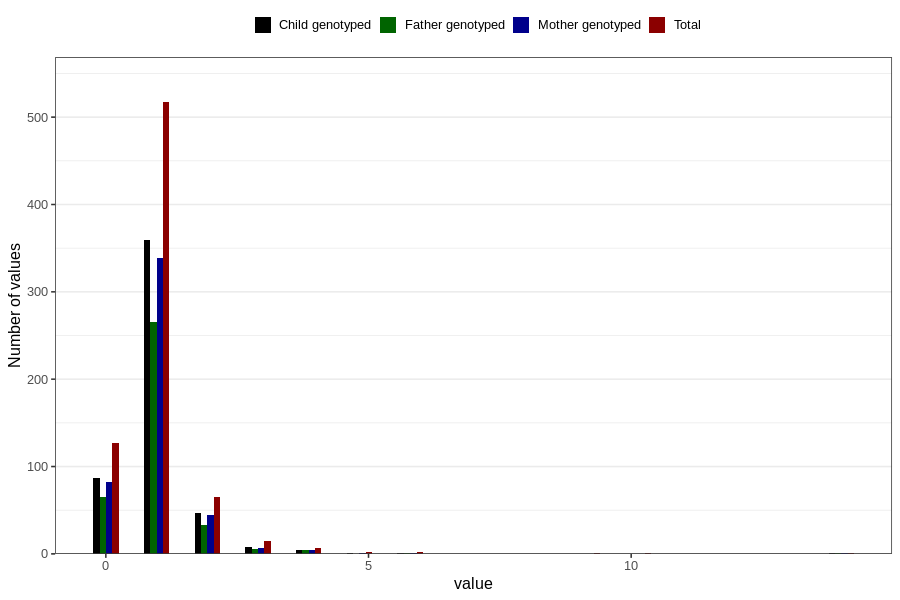 Child genotyped Father genotyped Mother genotyped Total
Number of values
500
400
300
200
100
0
0 5 10
value